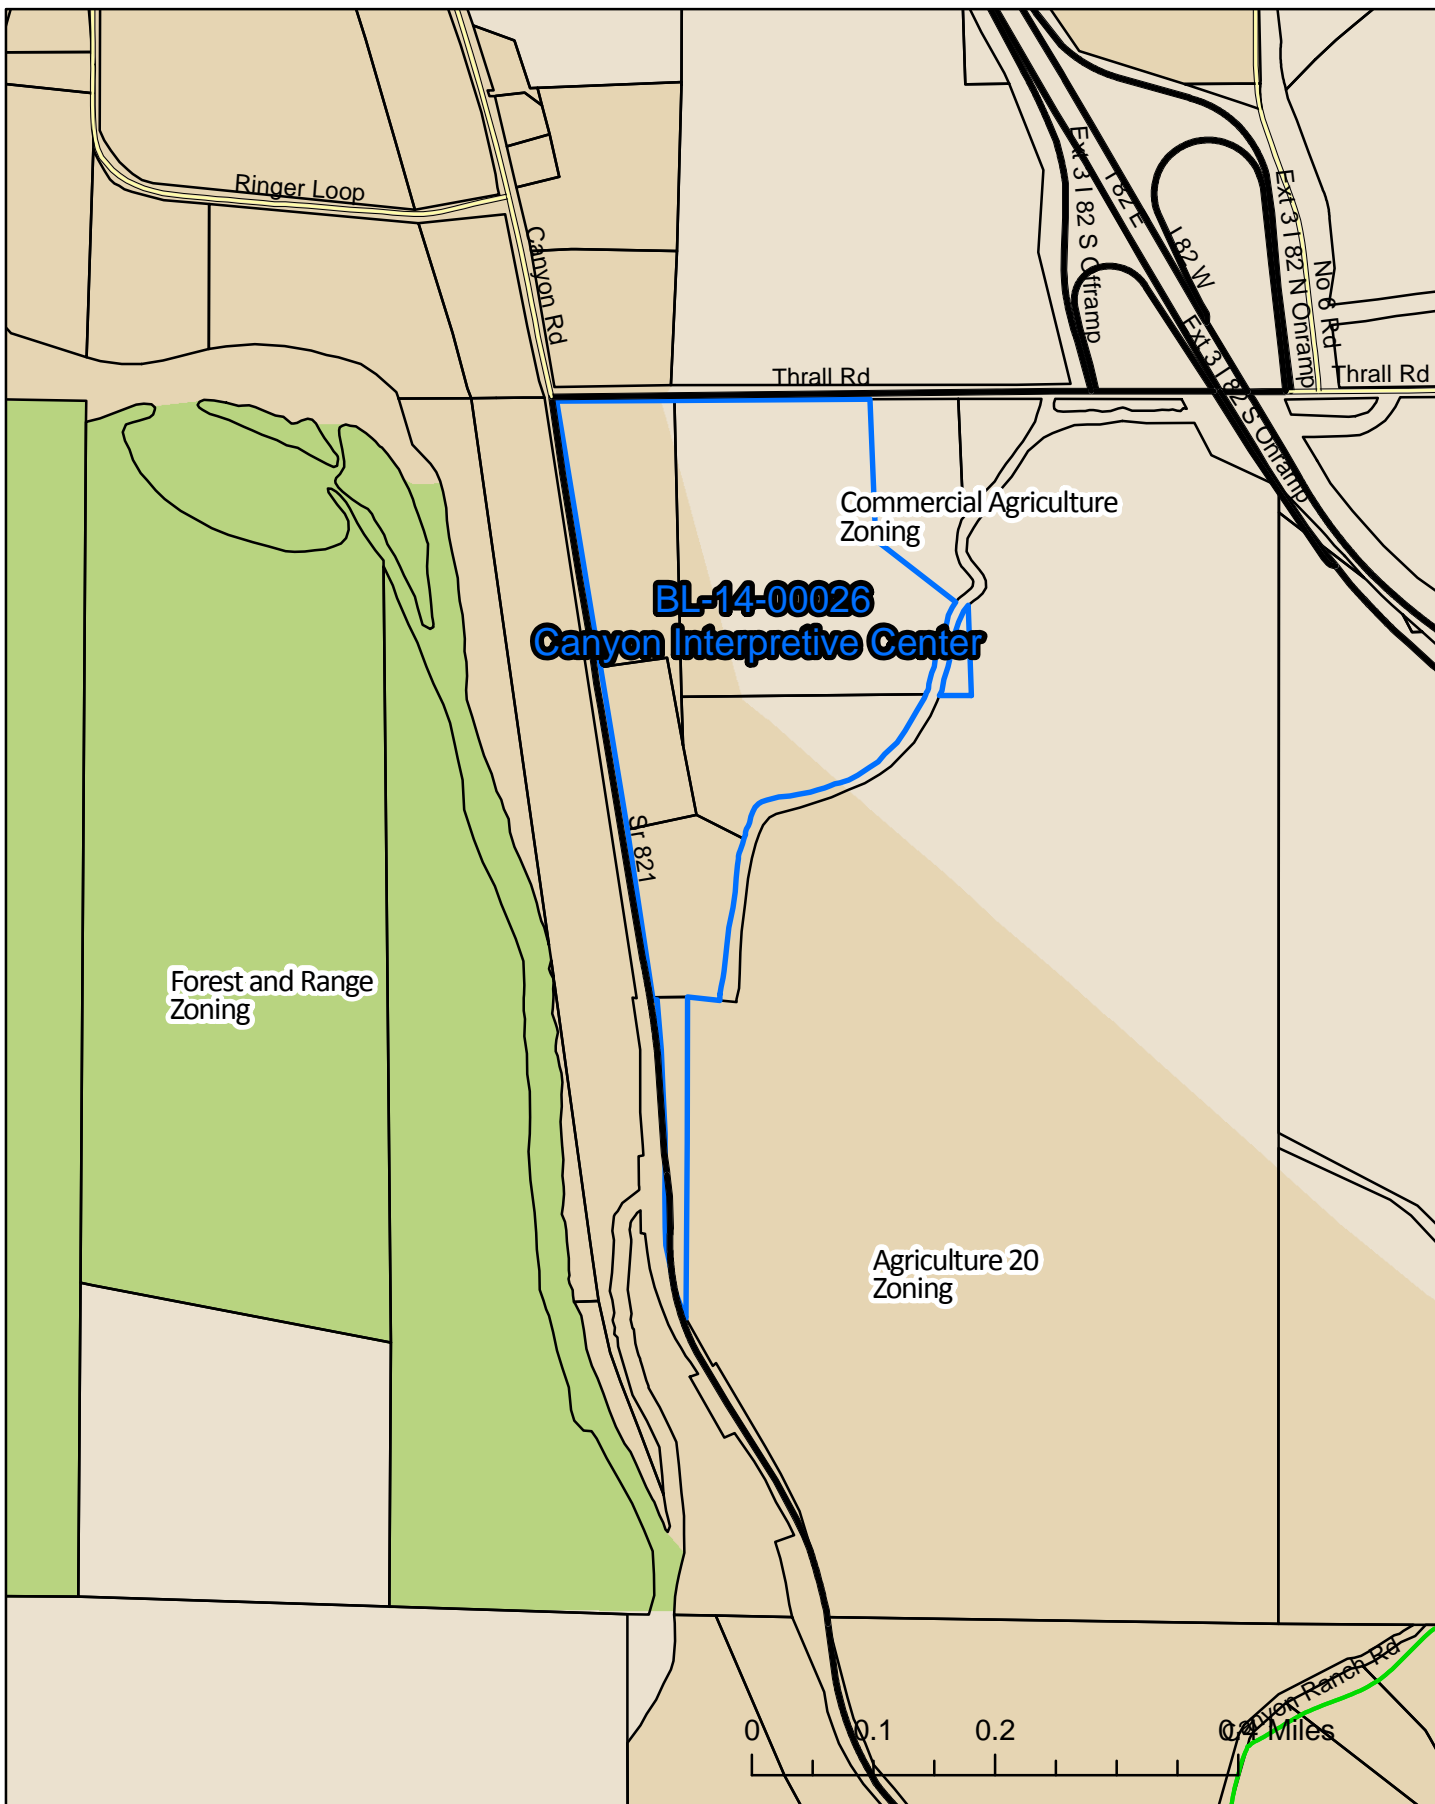 Ringer Loop
Canyon Rd
Ext 3 I 82 S Offramp
I 82 E
I 82 W
Ext 3 I 82 N Onramp
No 6 Rd
Ext 3 I 82 S Onramp
Thrall Rd
Thrall Rd
Commercial Agriculture
Zoning
BL-14-00026
Canyon Interpretive Center
Sr 821
Forest and Range
Zoning
Agriculture 20
Zoning
Canyon Ranch Rd
0 0.1 0.2 0.4 Miles